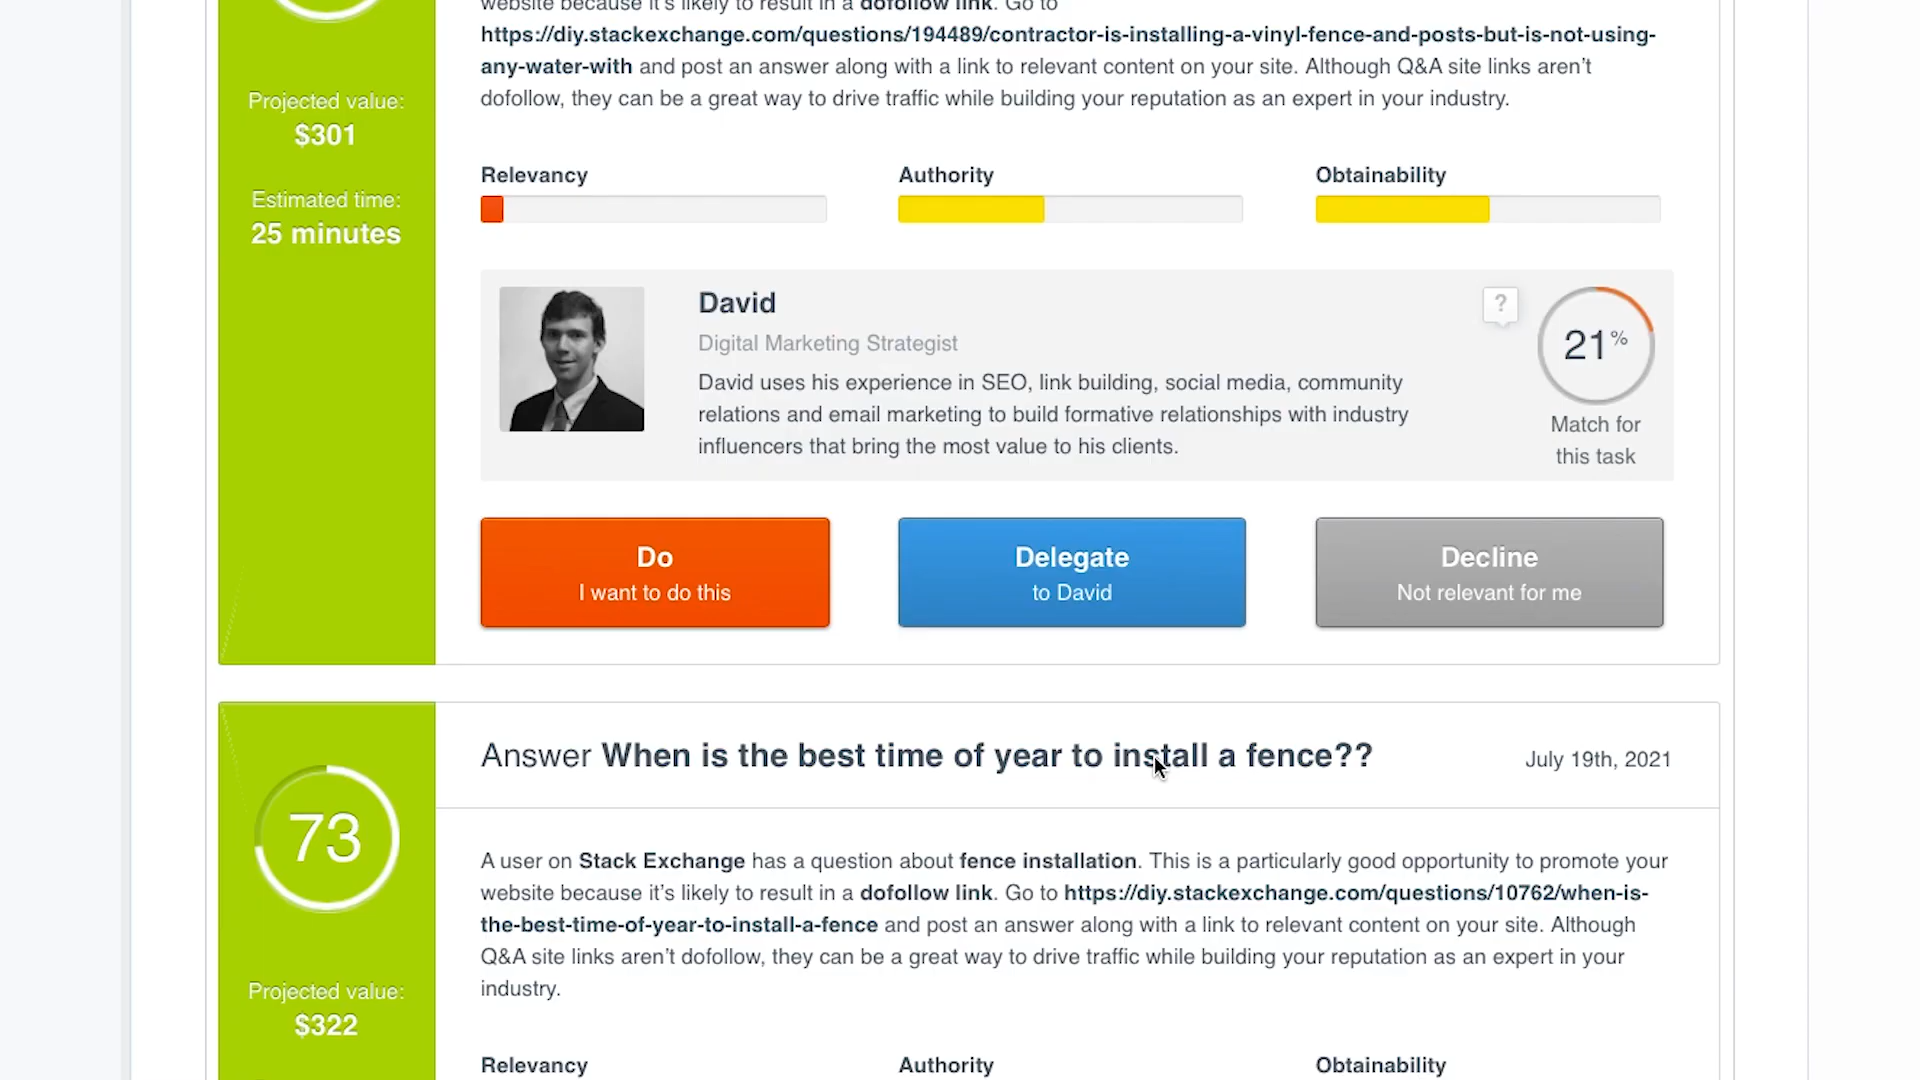 website because it's likely to result in a dofollow link. Go to
https://diy.stackexchange.com/questions/194489/contractor-is-installing-a-vinyl-fence-and-posts-but-is-not-using-
any-water-with and post an answer along with a link to relevant content on your site. Although Q&A site links aren't
dofollow, they can be a great way to drive traffic while building your reputation as an expert in your industry.
Projected value:
$301
Estimated time:
25 minutes
Relevancy
Authority
Obtainability
David
Digital Marketing Strategist
David uses his experience in SEO, link building, social media, community
relations and email marketing to build formative relationships with industry
influencers that bring the most value to his clients.
?
21%
Match for
this task
Do
I want to do this
Delegate
to David
Decline
Not relevant for me
Answer When is the best time of year to install a fence??
July 19th, 2021
73
Projected value:
$322
A user on Stack Exchange has a question about fence installation. This is a particularly good opportunity to promote your
website because it's likely to result in a dofollow link. Go to https://diy.stackexchange.com/questions/10762/when-is-
the-best-time-of-year-to-install-a-fence and post an answer along with a link to relevant content on your site. Although
Q&A site links aren't dofollow, they can be a great way to drive traffic while building your reputation as an expert in your
industry.
Relevancy
Authority
Obtainability